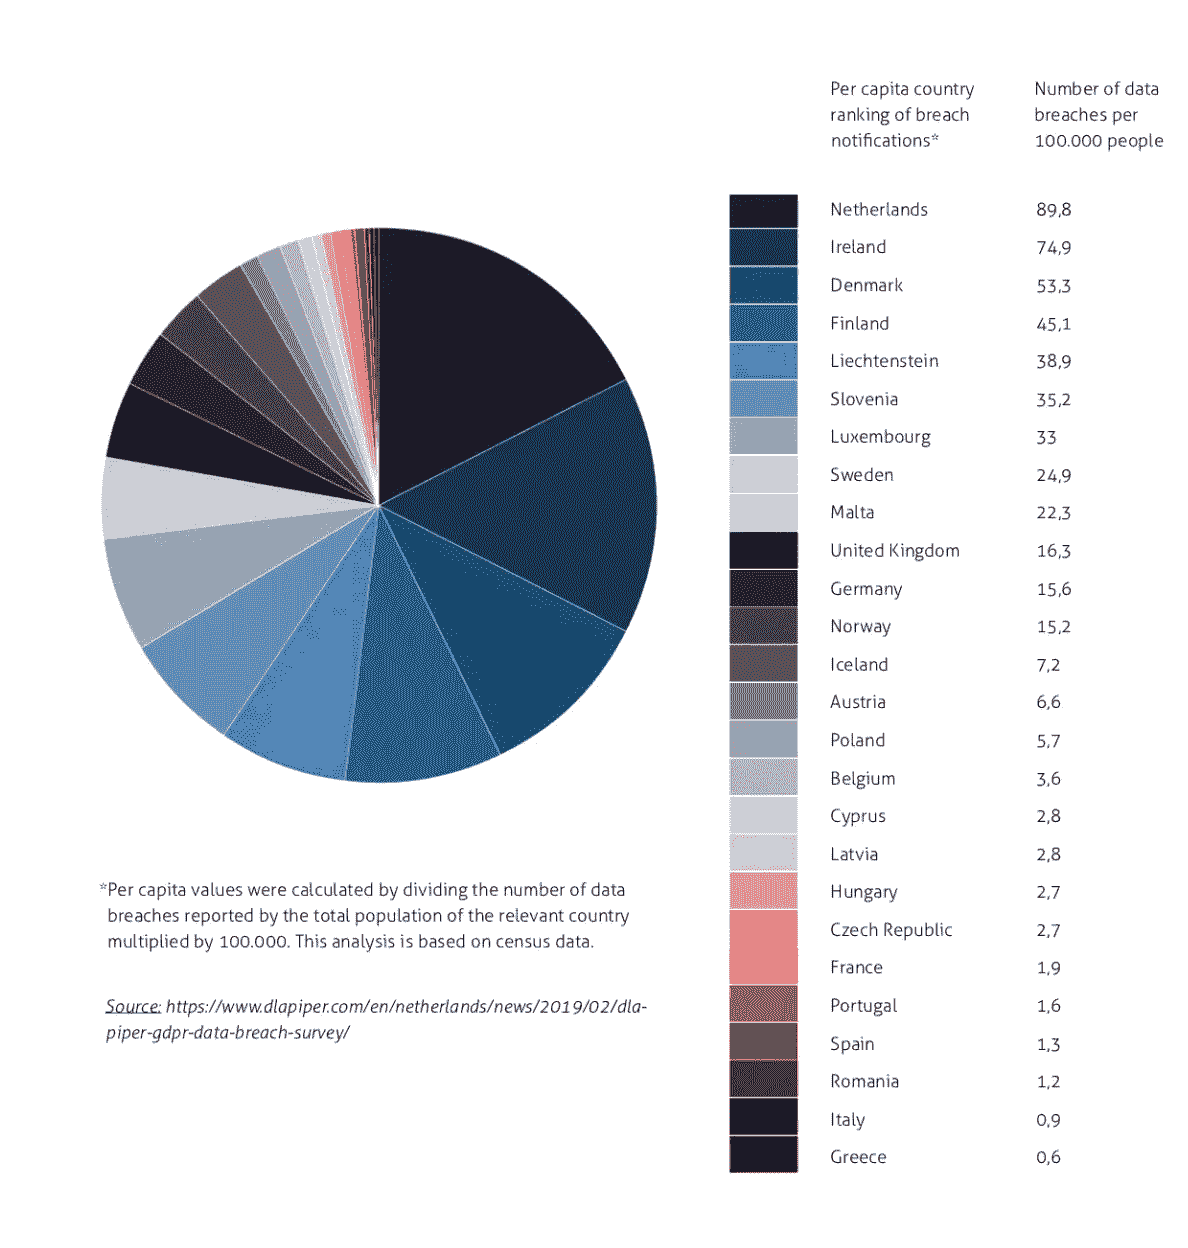 Per capita country
ranking of breach
notifications*
Number of data
breaches per
100.000 people
Netherlands 89,8
Ireland 74,9
Denmark 53,3
Finland 45,1
Liechtenstein 38,9
Slovenia 35,2
Luxembourg 33
Sweden 24,9
Malta 22,3
United Kingdom 16,3
Germany 15,6
Norway 15,2
Iceland 7,2
Austria 6,6
Poland 5,7
Belgium 3,6
Cyprus 2,8
Latvia 2,8
Hungary 2,7
Czech Republic 2,7
France 1,9
Portugal 1,6
Spain 1,3
Romania 1,2
Italy 0,9
Greece 0,6
*Per capita values were calculated by dividing the number of data
breaches reported by the total population of the relevant country
multiplied by 100.000. This analysis is based on census data.
Source: https://www.dlapiper.com/en/netherlands/news/2019/02/dla-
piper-gdpr-data-breach-survey/